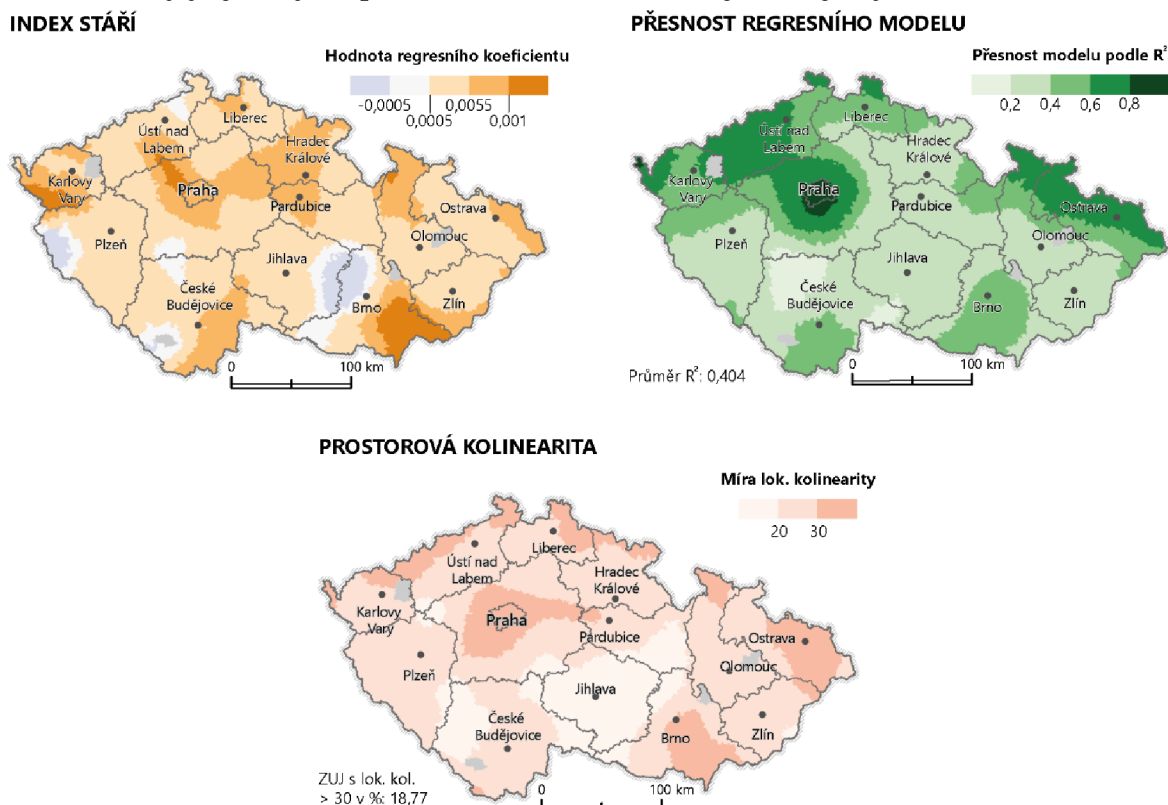 INDEX STÁŘÍ
Hodnota regresního koeficientu
-0,0005 0,0055
0,0005 0,001
Liberec
Ústí nad
Labem
Hradec
Králové
Karlovy
Vary
Praha
Pardubice
Ostrava
Plzeň
Olomouc
Jihlava
České
Budějovice
Brno
Zlín
0 100 km
PŘESNOST REGRESNÍHO MODELU
Přesnost modelu podle R²
0,2 0,4 0,6 0,8
Liberec
Ústí nad
Labem
Hradec
Králové
Karlovy
Vary
Praha
Pardubice
Ostrava
Plzeň
Olomouc
Jihlava
České
Budějovice
Brno
Zlín
Průměr R²: 0,404
0 100 km
PROSTOROVÁ KOLINEARITA
Míra lok. kolinearity
20 30
Liberec
Ústí nad
Labem
Hradec
Králové
Karlovy
Vary
Praha
Pardubice
Ostrava
Plzeň
Olomouc
Jihlava
České
Budějovice
Brno
Zlín
ZUJ s lok. kol.
> 30 v %: 18,77
0 100 km